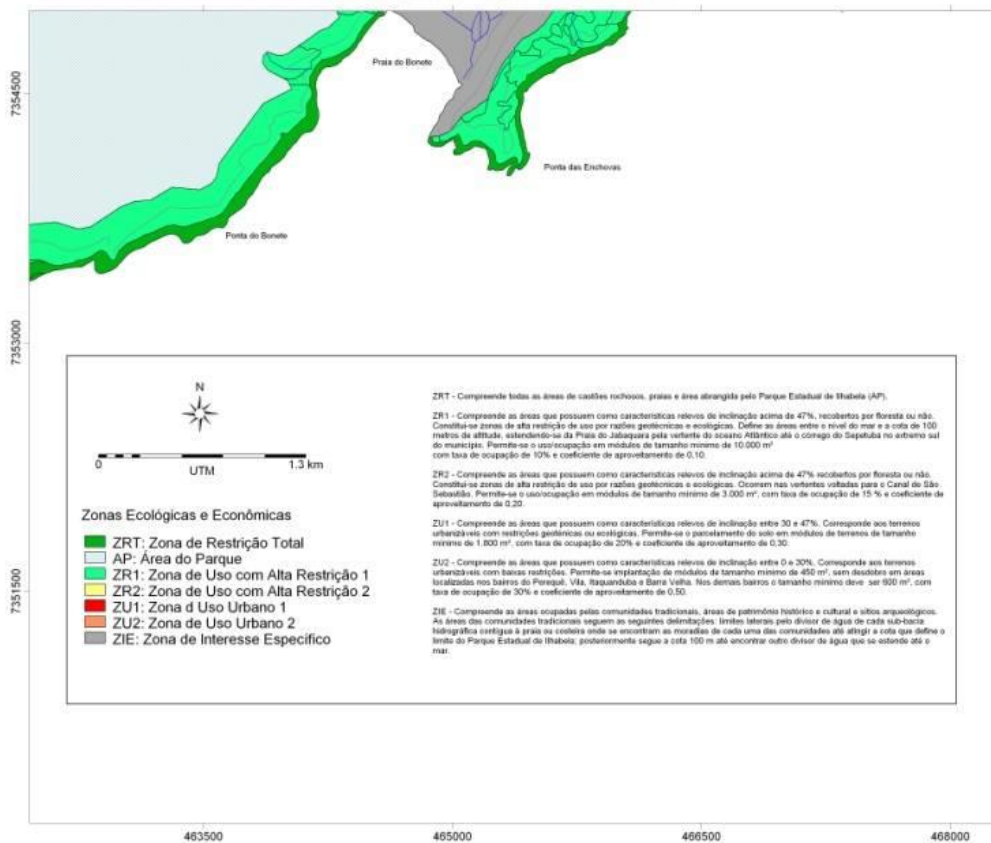 Praia do Bonete
7354500
Ponta das Enchovas
Ponta do Bonete
7353000
N
0 1.3 km
UTM
Zonas Ecológicas e Econômicas
ZRT: Zona de Restrição Total
AP: Área do Parque
ZR1: Zona de Uso com Alta Restrição 1
ZR2: Zona de Uso com Alta Restrição 2
ZU1: Zona d Uso Urbano 1
ZU2: Zona de Uso Urbano 2
ZIE: Zona de Interesse Específico
ZRT - Compreende todas as áreas de costões rochosos, praias e área abrangida pelo Parque Estadual de Ilhabela (AP).
ZR1 - Compreende as áreas que possuem como características relevos de inclinação acima de 47%, recobertos por floresta ou não.
Constitui-se zonas de alta restrição de uso por razões geotécnicas e ecológicas. Define as áreas entre o nível do mar e a cota de 100
metros de altitude, estendendo-se da Praia do Jabaquara pela vertente do oceano Atlântico até o córrego do Sepetuba no extremo sul
do município. Permite-se o uso/ocupação em módulos de tamanho mínimo de 10.000 m²
com taxa de ocupação de 10% e coeficiente de aproveitamento de 0,10.
ZR2 - Compreende as áreas que possuem como características relevos de inclinação acima de 47% recobertos por floresta ou não.
Constitui-se zonas de alta restrição de uso por razões geotécnicas e ecológicas. Ocorrem nas vertentes voltadas para o Canal de São
Sebastião. Permite-se o uso/ocupação em módulos de tamanho mínimo de 3.000 m², com taxa de ocupação de 15 % e coeficiente de
aproveitamento de 0,20.
ZU1 - Compreende as áreas que possuem como características relevos de inclinação entre 30 e 47%. Corresponde aos terrenos
urbanizáveis com restrições geotécnicas ou ecológicas. Permite-se o parcelamento do solo em módulos de terrenos de tamanho
mínimo de 1.800 m², com taxa de ocupação de 20% e coeficiente de aproveitamento de 0,30.
ZU2 - Compreende as áreas que possuem como características relevos de inclinação entre 0 e 30%. Corresponde aos terrenos
urbanizáveis com baixas restrições. Permite-se implantação de módulos de tamanho mínimo de 450 m², sem desdobro em áreas
localizadas nos bairros do Perequê, Vila, Itaquanduba e Barra Velha. Nos demais bairros o tamanho mínimo deve ser 600 m², com
taxa de ocupação de 30% e coeficiente de aproveitamento de 0,50.
ZIE - Compreende as áreas ocupadas pelas comunidades tradicionais, áreas de patrimônio histórico e cultural e sítios arqueológicos.
As áreas das comunidades tradicionais seguem as seguintes delimitações: limites laterais pelo divisor de água de cada sub-bacia
hidrográfica contígua à praia ou costeira onde se encontram as moradias de cada uma das comunidades até atingir a cota que define o
limite do Parque Estadual de Ilhabela; posteriormente segue a cota 100 m até encontrar outro divisor de água que se estende até o
mar.
7351500
463500 465000 466500 468000